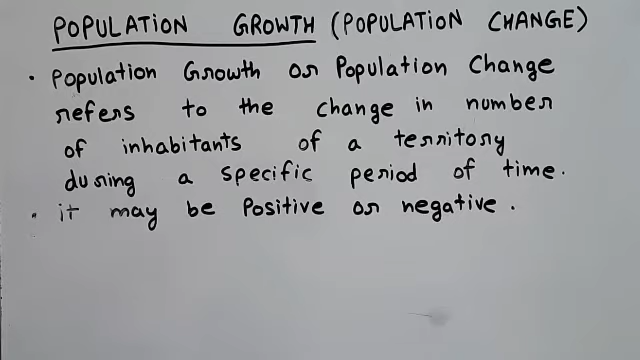 POPULATION GROWTH (POPULATION CHANGE)
• Population Growth or Population Change
refers to the change in number
of inhabitants of a territory
during a specific period of time.
• it may be Positive or negative.